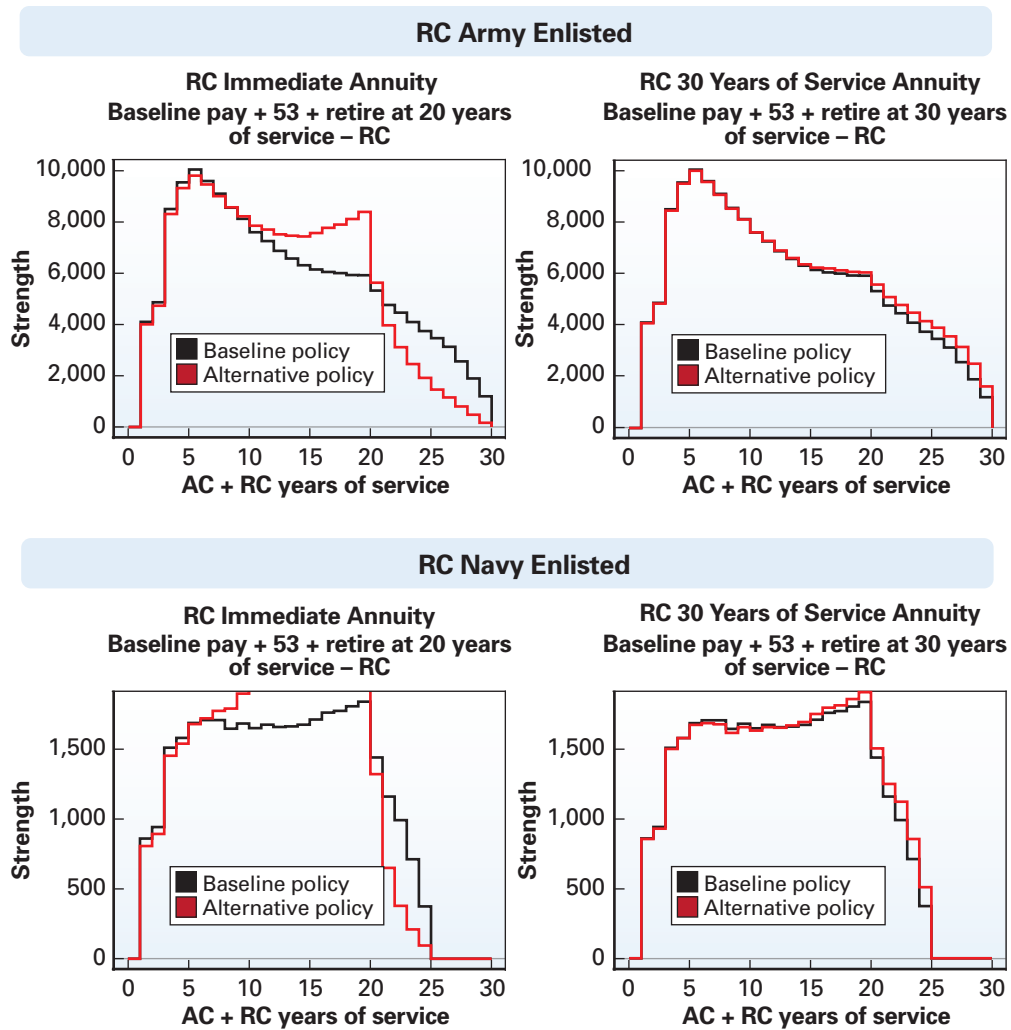 RC Army Enlisted
RC Immediate Annuity
Baseline pay + 53 + retire at 20 years
of service – RC
10,000
8,000
6,000
4,000
2,000
0
Strength
Baseline policy
Alternative policy
0 5 10 15 20 25 30
AC + RC years of service
RC 30 Years of Service Annuity
Baseline pay + 53 + retire at 30 years
of service – RC
10,000
8,000
6,000
4,000
2,000
0
Strength
Baseline policy
Alternative policy
0 5 10 15 20 25 30
AC + RC years of service
RC Navy Enlisted
RC Immediate Annuity
Baseline pay + 53 + retire at 20 years
of service – RC
1,500
1,000
500
0
Strength
Baseline policy
Alternative policy
0 5 10 15 20 25 30
AC + RC years of service
RC 30 Years of Service Annuity
Baseline pay + 53 + retire at 30 years
of service – RC
1,500
1,000
500
0
Strength
Baseline policy
Alternative policy
0 5 10 15 20 25 30
AC + RC years of service